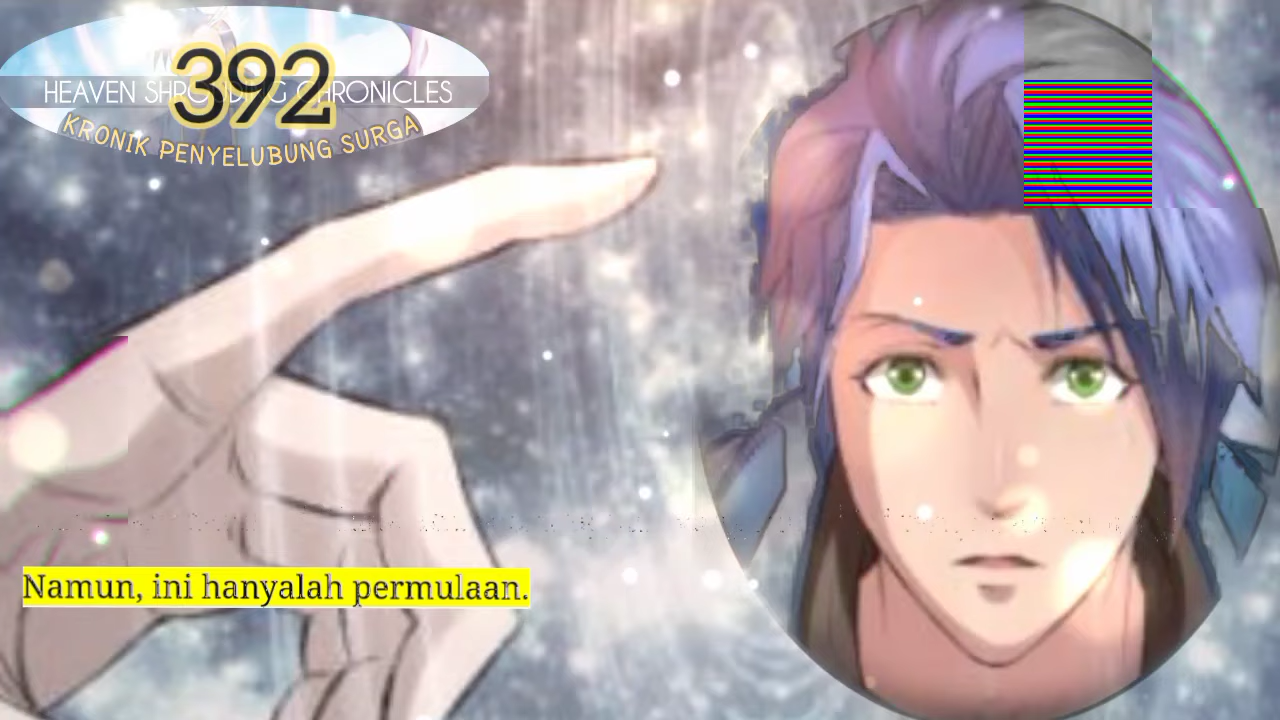 392
HEAVEN SHROUDING CHRONICLES
KRONIK PENYELUBUNG SURGA
Namun, ini hanyalah permulaan.